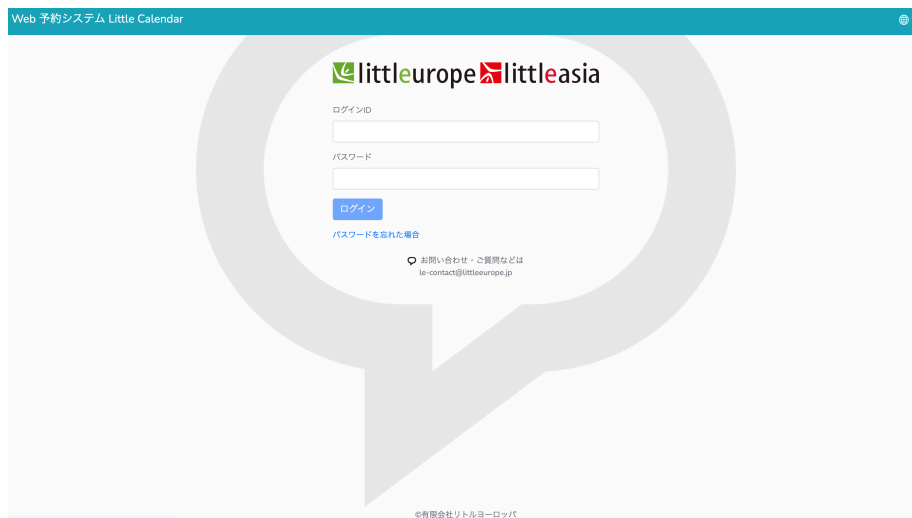 Web 予約システム Little Calendar
littleurope littleasia
ログインID
パスワード
ログイン
パスワードを忘れた場合
お問い合わせ・ご質問などは
le-contact@littleeurope.jp
©有限会社リトルヨーロッパ